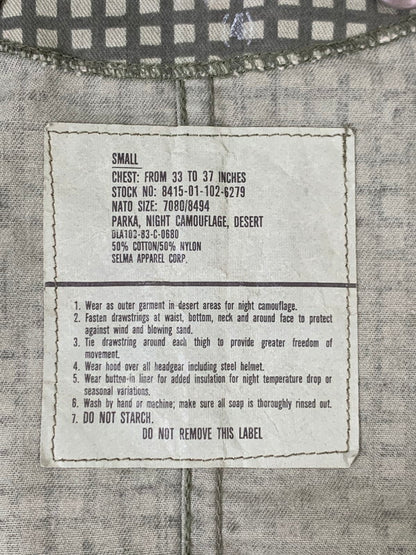 SMALL
CHEST: FROM 33 TO 37 INCHES
STOCK NO: 8415-01-102-6279
NATO SIZE: 7080/8494
PARKA, NIGHT CAMOUFLAGE, DESERT
DLA100-83-C-0680
50% COTTON/50% NYLON
SELMA APPAREL CORP.
1. Wear as outer garment in desert areas for night camouflage.
2. Fasten drawstrings at waist, bottom, neck and around face to protect
against wind and blowing sand.
3. Tie drawstring around each thigh to provide greater freedom of
movement.
4. Wear hood over all headgear including steel helmet.
5. Wear button-in liner for added insulation for night temperature drop or
seasonal variations.
6. Wash by hand or machine; make sure all soap is thoroughly rinsed out.
7. DO NOT STARCH.
DO NOT REMOVE THIS LABEL